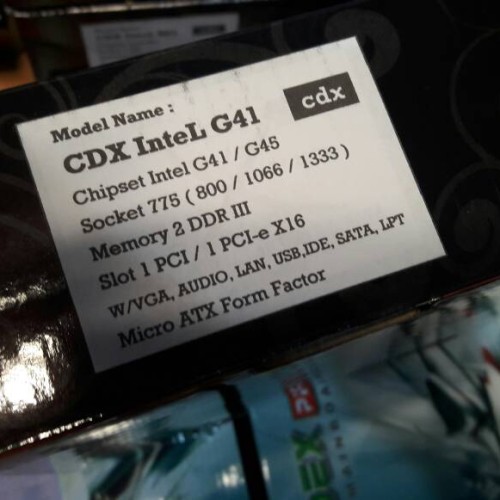 Model Name :
cdx
CDX InteL G41
Chipset Intel G41 / G45
Socket 775 ( 800 / 1066 / 1333 )
Memory 2 DDR III
Slot 1 PCI / 1 PCI-e X16
W/VGA, AUDIO, LAN, USB,IDE, SATA, LPT
Micro ATX Form Factor